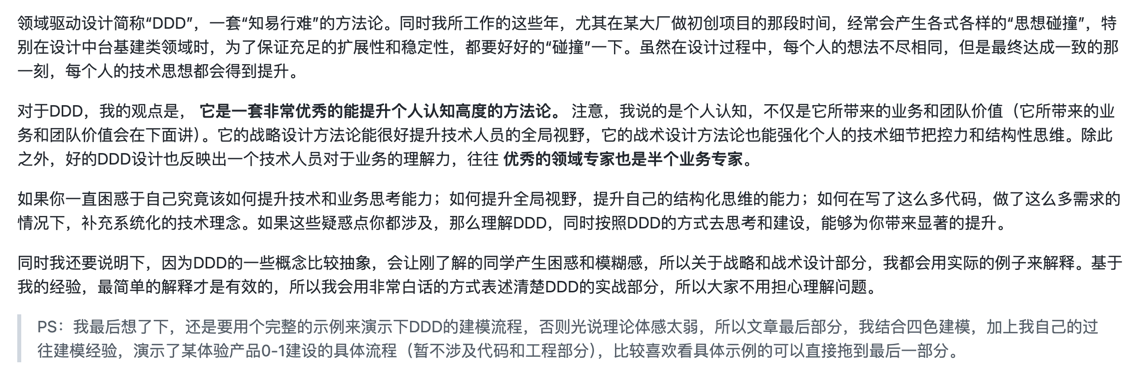 领域驱动设计简称“DDD”，一套“知易行难”的方法论。同时我所工作的这些年，尤其在某大厂做初创项目的那段时间，经常会产生各式各样的“思想碰撞”，特
别在设计中台基建类领域时，为了保证充足的扩展性和稳定性，都要好好的“碰撞”一下。虽然在设计过程中，每个人的想法不尽相同，但是最终达成一致的那
一刻，每个人的技术思想都会得到提升。
对于DDD，我的观点是， 它是一套非常优秀的能提升个人认知高度的方法论。 注意，我说的是个人认知，不仅是它所带来的业务和团队价值（它所带来的业
务和团队价值会在下面讲）。它的战略设计方法论能很好提升技术人员的全局视野，它的战术设计方法论也能强化个人的技术细节把控力和结构性思维。除此
之外，好的DDD设计也反映出一个技术人员对于业务的理解力，往往 优秀的领域专家也是半个业务专家。
如果你一直困惑于自己究竟该如何提升技术和业务思考能力；如何提升全局视野，提升自己的结构化思维的能力；如何在写了这么多代码，做了这么多需求的
情况下，补充系统化的技术理念。如果这些疑惑点你都涉及，那么理解DDD，同时按照DDD的方式去思考和建设，能够为你带来显著的提升。
同时我还要说明下，因为DDD的一些概念比较抽象，会让刚了解的同学产生困惑和模糊感，所以关于战略和战术设计部分，我都会用实际的例子来解释。基于
我的经验，最简单的解释才是有效的，所以我会用非常白话的方式表述清楚DDD的实战部分，所以大家不用担心理解问题。
PS：我最后想了下，还是要用个完整的示例来演示下DDD的建模流程，否则光说理论体感太弱，所以文章最后部分，我结合四色建模，加上我自己的过
往建模经验，演示了某体验产品0-1建设的具体流程（暂不涉及代码和工程部分），比较喜欢看具体示例的可以直接拖到最后一部分。